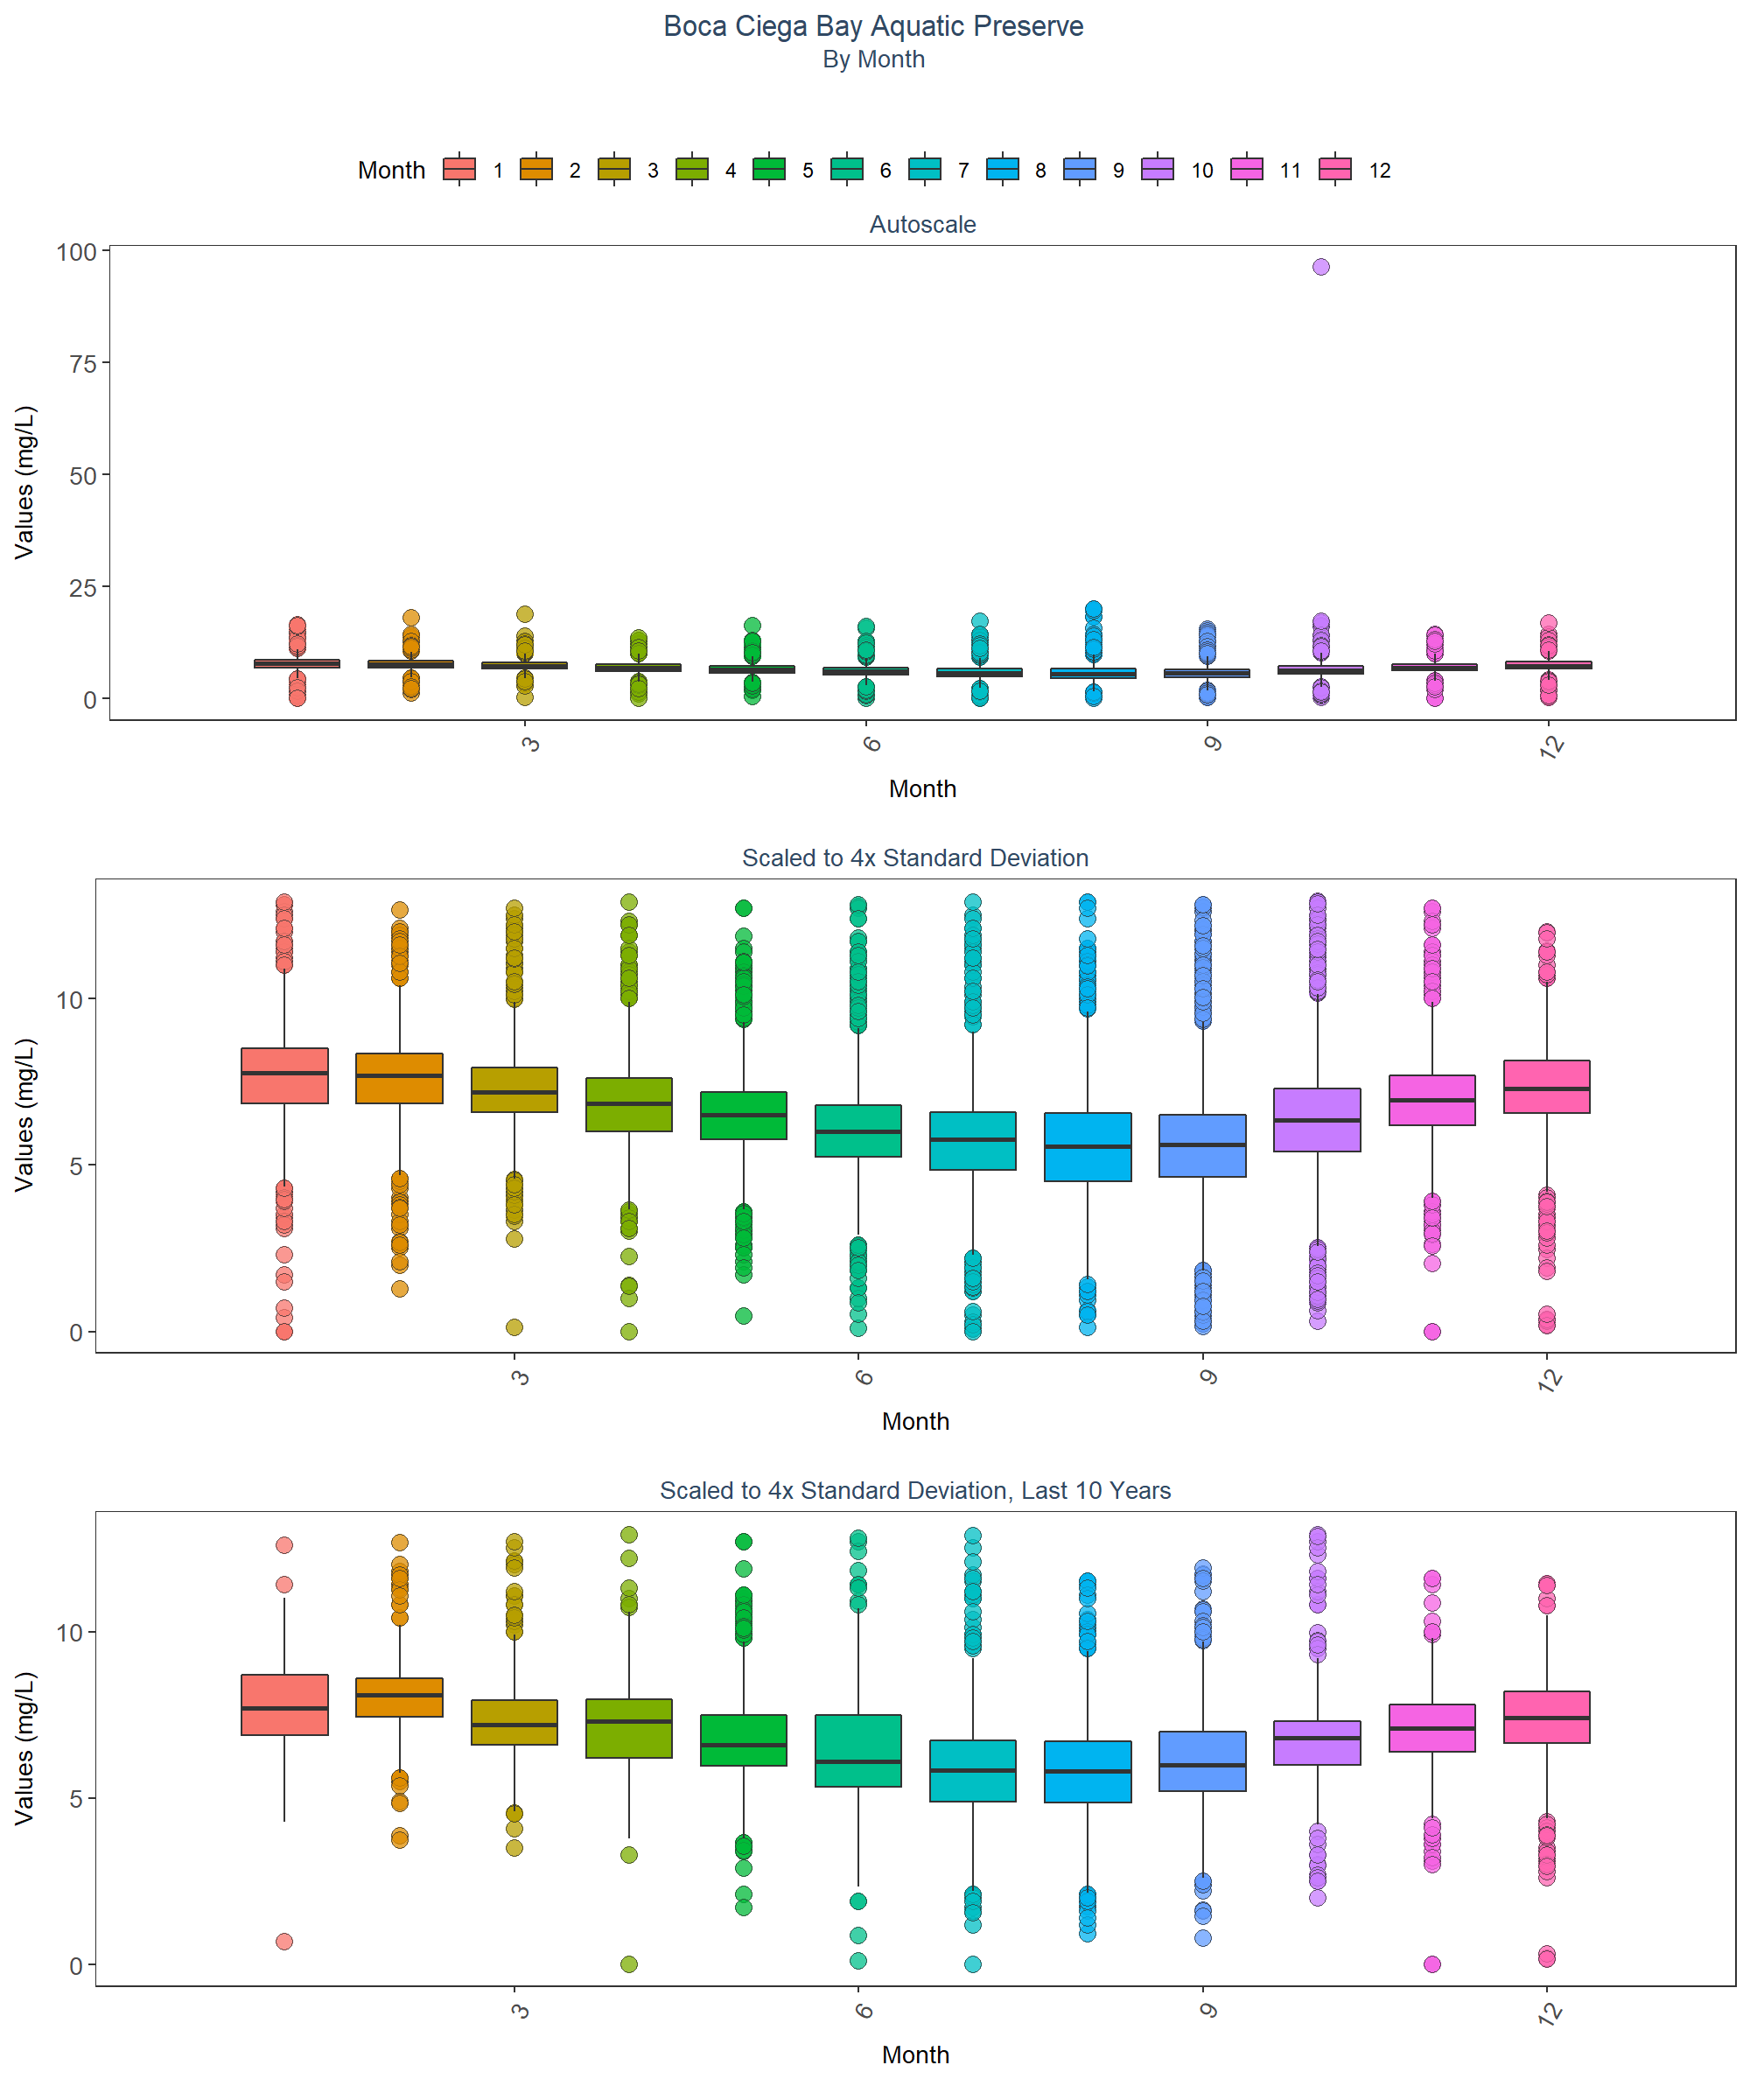 Boca Ciega Bay Aquatic Preserve
By Month
Month 1 2 3 4 5 6 7 8 9 10 11 12
Autoscale
Values (mg/L)
100
75
50
25
0
3 6 9 12
Month
Scaled to 4x Standard Deviation
Values (mg/L)
10
5
0
3 6 9 12
Month
Scaled to 4x Standard Deviation, Last 10 Years
Values (mg/L)
10
5
0
3 6 9 12
Month